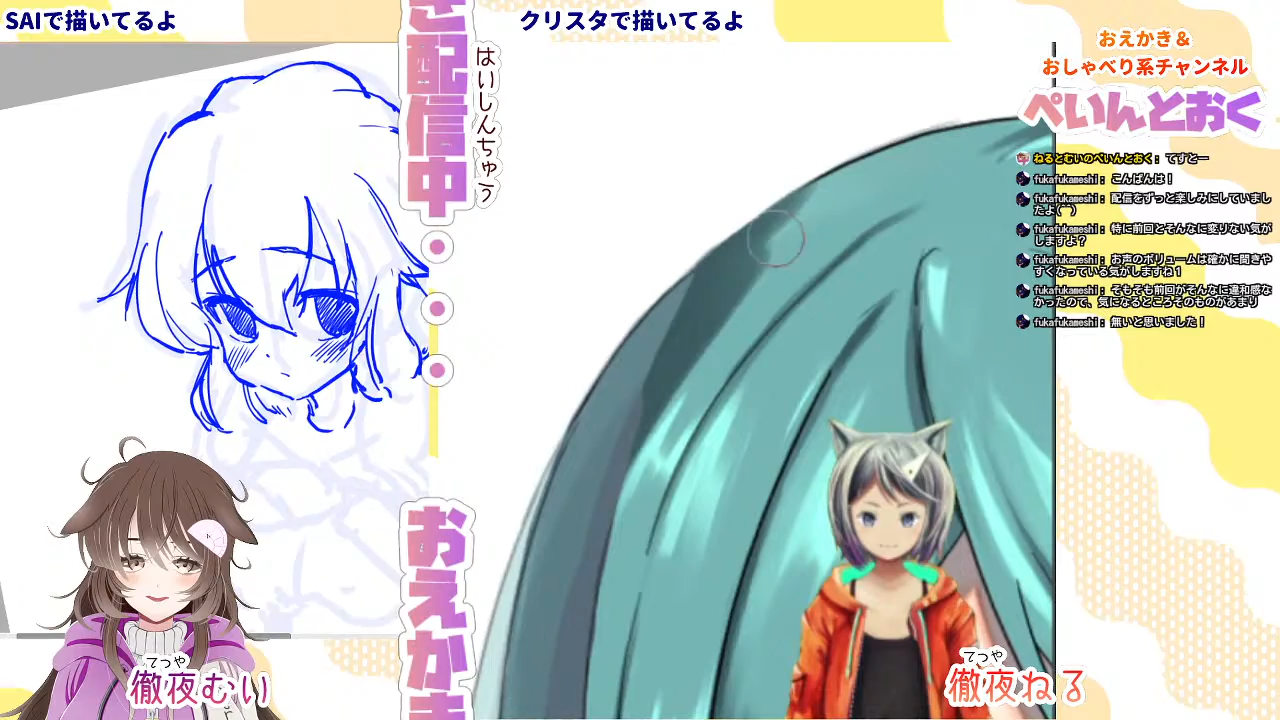 SAIで描いてるよ
ご配信中
はいしんちゅう
おえかき
クリスタで描いてるよ
おえかき&
おしゃべり系チャンネル
ぺいんとおく
ねるとむいのぺいんとおく: てすとー
fukafukameshi: こんばんは!
fukafukameshi: 配信をずっと楽しみにしていまし
fukafukameshi: 特に前回とそんなに変りない気が
しますよ?
fukafukameshi: お声のボリュームは確かに聞きや
すくなっている気がしますね!
fukafukameshi: そもそも前回がそんなに違和感な
かったので、気になるところそのものがあまり
fukafukameshi: 無いと思いました!
てつや
徹夜むい
てつや
徹夜ねる